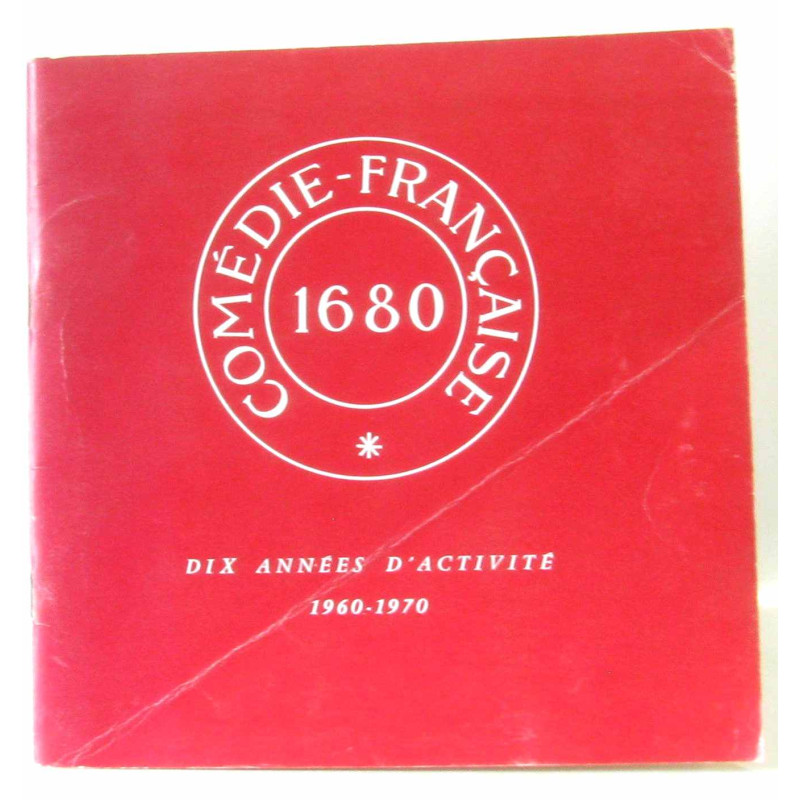 COMÉDIE-FRANÇAISE
1680
*
DIX ANNÉES D'ACTIVITÉ
1960-1970